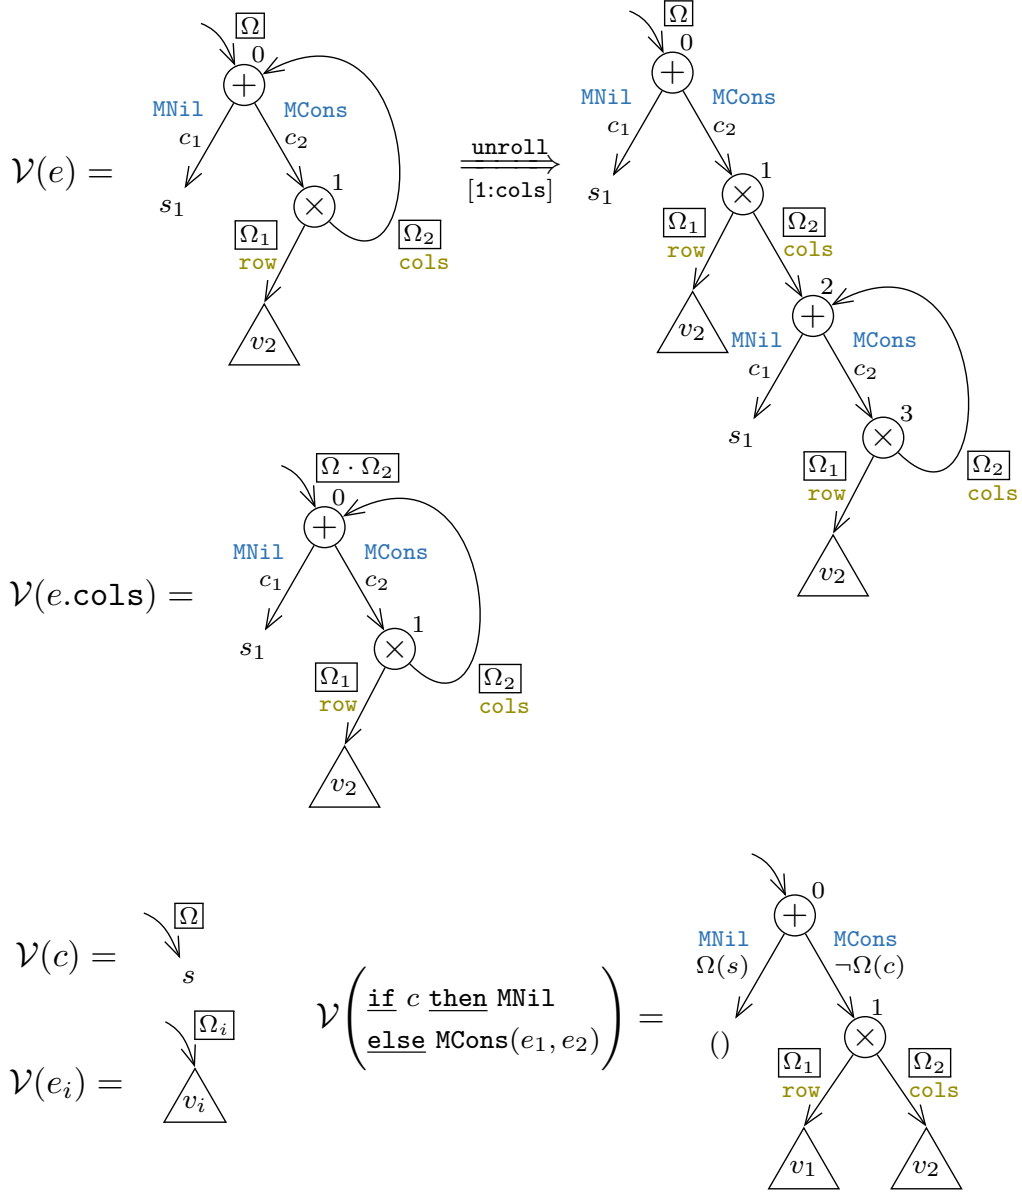 Ω
0
+
MNil
MCons
c₁
c₂
𝒱(e) =
s₁
1
×
Ω₁
Ω₂
row
cols
v₂
unroll
[1:cols]
Ω
0
+
MNil
MCons
c₁
c₂
s₁
1
×
Ω₁
Ω₂
row
cols
v₂
2
+
MNil
MCons
c₁
c₂
s₁
3
×
Ω₁
Ω₂
row
cols
v₂
Ω · Ω₂
0
+
MNil
MCons
c₁
c₂
𝒱(e.cols) =
s₁
1
×
Ω₁
Ω₂
row
cols
v₂
𝒱(c) =
Ω
s
𝒱(eᵢ) =
Ωᵢ
vᵢ
𝒱(if c then MNil
else MCons(e₁, e₂)) =
0
+
MNil
MCons
Ω(s)
¬Ω(c)
()
1
×
Ω₁
Ω₂
row
cols
v₁
v₂